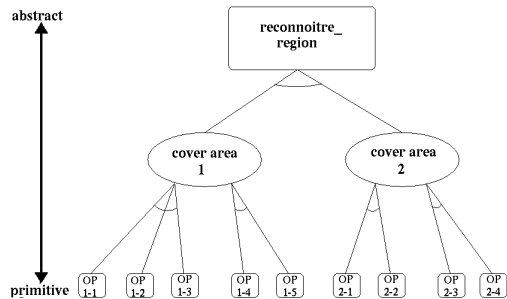 abstract
reconnoitre_
region
cover area
1
cover area
2
primitive
OP
1-1
OP
1-2
OP
1-3
OP
1-4
OP
1-5
OP
2-1
OP
2-2
OP
2-3
OP
2-4